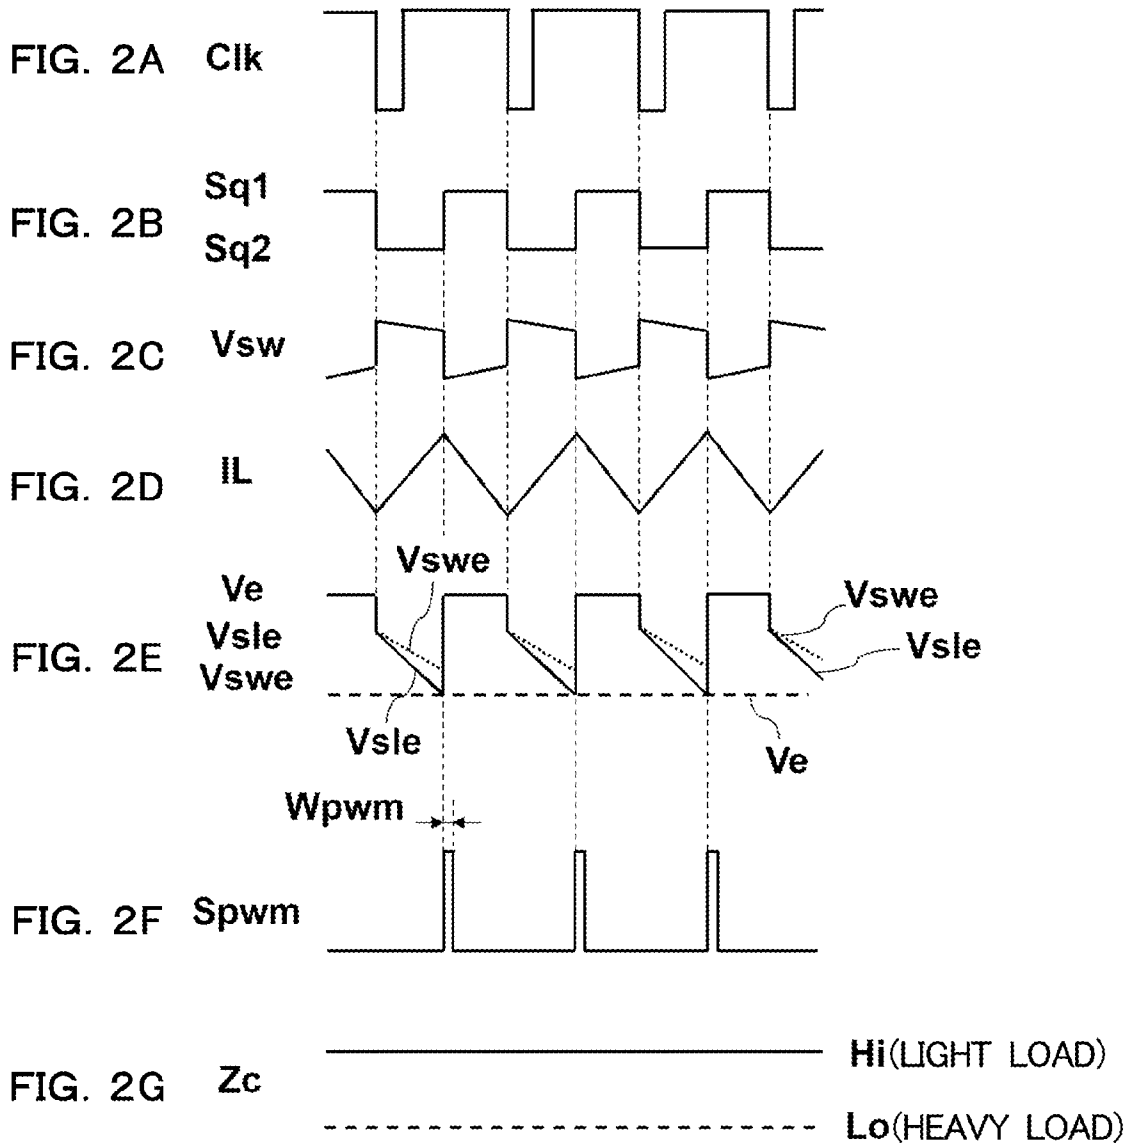 FIG. 2A Clk
FIG. 2B Sq1
Sq2
FIG. 2C Vsw
FIG. 2D IL
FIG. 2E Ve
Vsle
Vswe
Vswe
Vsle
Vswe
Vsle
Ve
Wpwm
FIG. 2F Spwm
FIG. 2G Zc
Hi(LIGHT LOAD)
Lo(HEAVY LOAD)